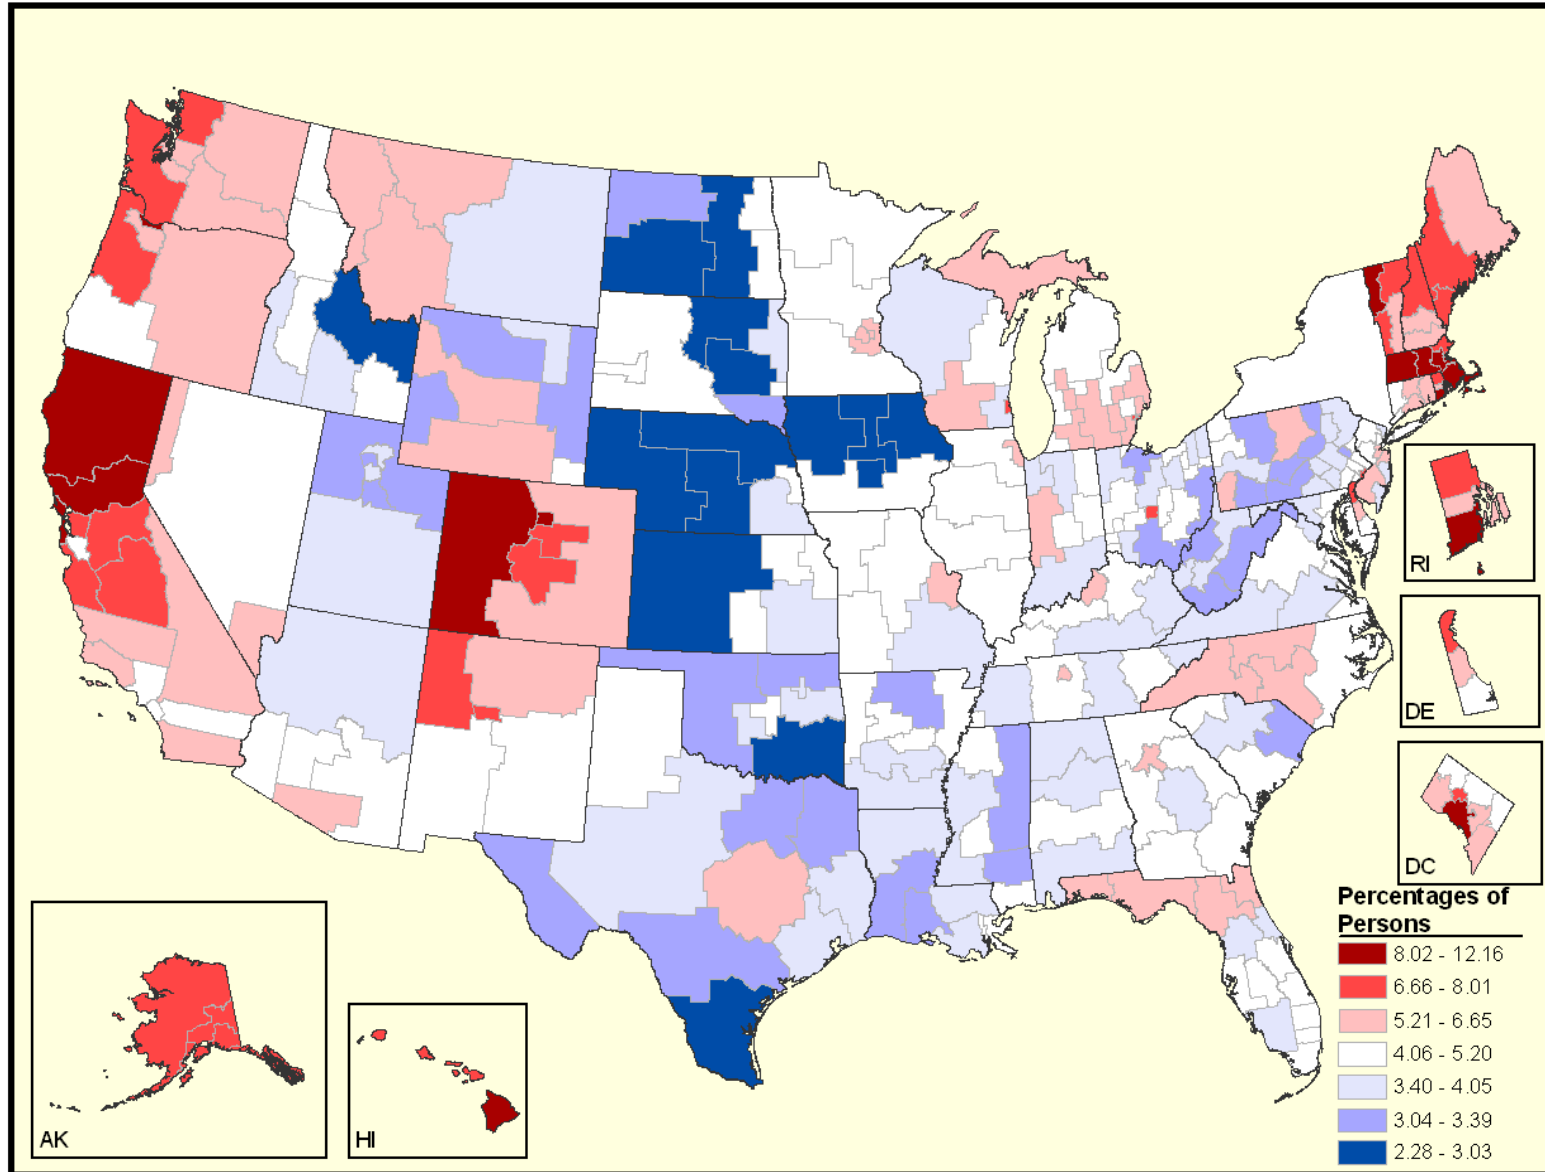 RI
DE
DC
AK
HI
Percentages of
Persons
8.02 - 12.16
6.66 - 8.01
5.21 - 6.65
4.06 - 5.20
3.40 - 4.05
3.04 - 3.39
2.28 - 3.03